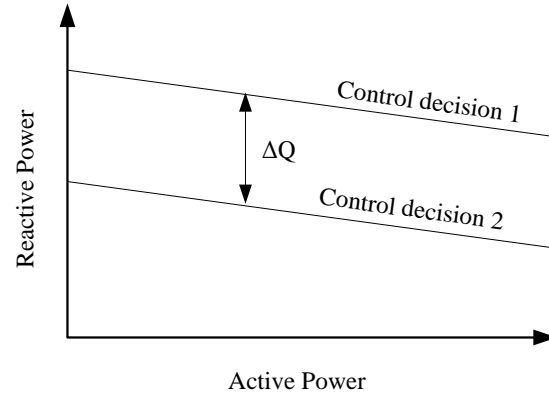 Control decision 1
Reactive Power
ΔQ
Control decision 2
Active Power